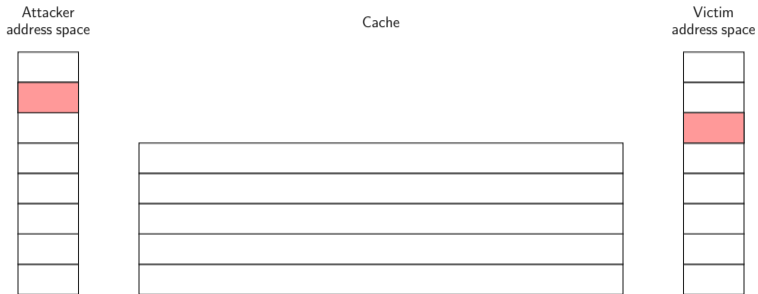 Attacker
address space
Cache
Victim
address space